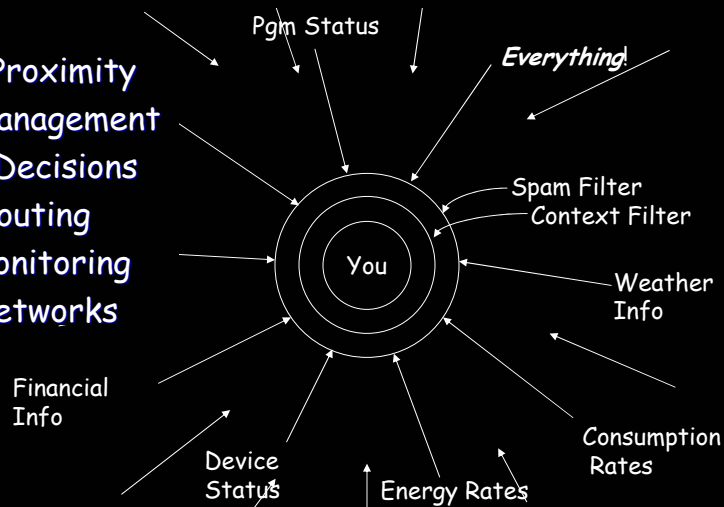 Pgm Status
Everything!
Proximity
anagement
Decisions
outing
onitoring
etworks
Spam Filter
Context Filter
You
Weather
Info
Financial
Info
Consumption
Rates
Device
Status
Energy Rates